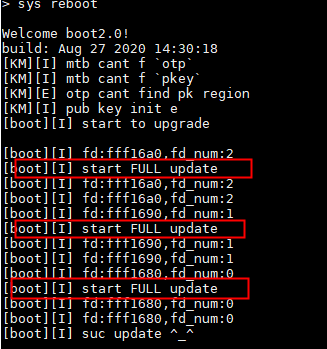 > sys reboot
Welcome boot2.0!
build: Aug 27 2020 14:30:18
[KM][I] mtb cant f `otp`
[KM][I] mtb cant f `pkey`
[KM][E] otp cant find pk region
[KM][I] pub key init e
[boot][I] start to upgrade
[boot][I] fd:fff16a0,fd_num:2
[boot][I] start FULL update
[boot][I] fd:fff16a0,fd_num:2
[boot][I] fd:fff16a0,fd_num:2
[boot][I] fd:fff1690,fd_num:1
[boot][I] start FULL update
[boot][I] fd:fff1690,fd_num:1
[boot][I] fd:fff1690,fd_num:1
[boot][I] fd:fff1680,fd_num:0
[boot][I] start FULL update
[boot][I] fd:fff1680,fd_num:0
[boot][I] fd:fff1680,fd_num:0
[boot][I] suc update ^_^